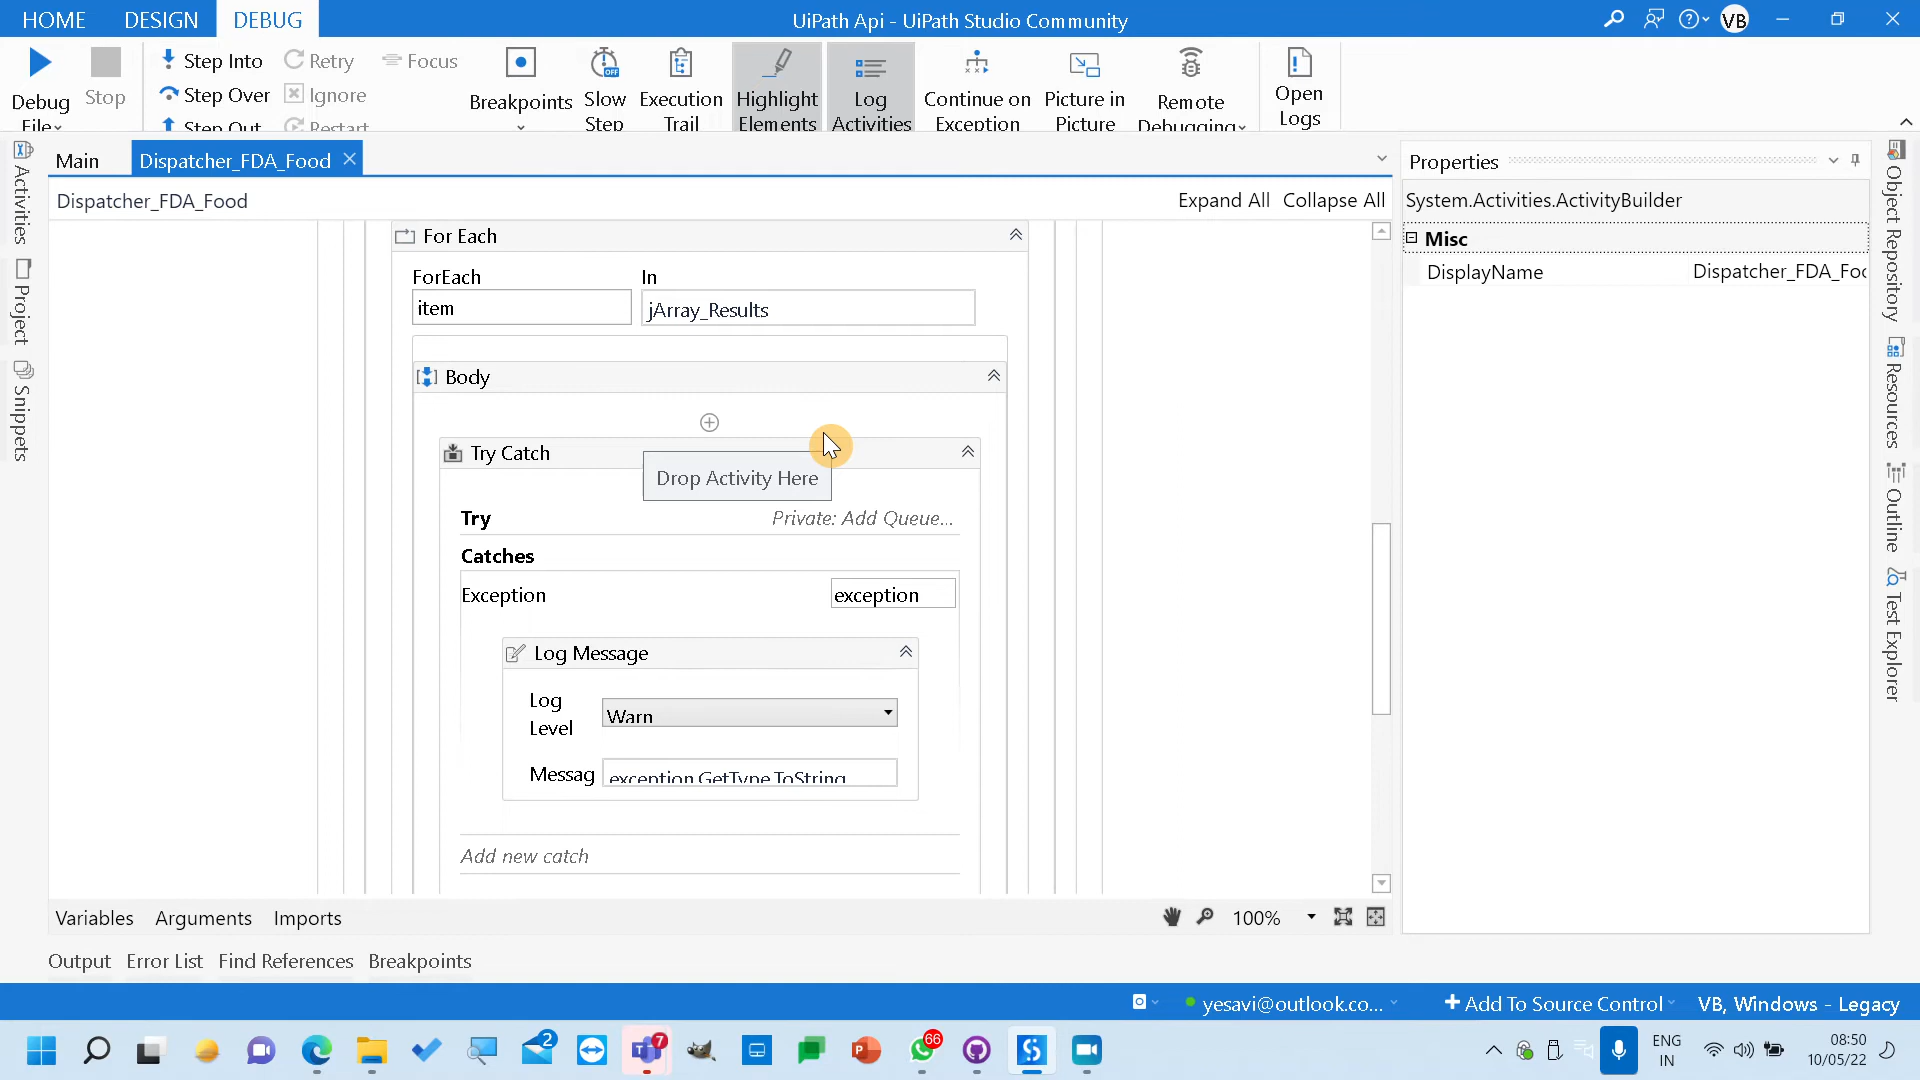 HOME DESIGN DEBUG UiPath Api - UiPath Studio Community VB
Debug File Stop
Step Into Retry Focus
Step Over Ignore
Step Out Restart
Breakpoints
Slow Step
Execution Trail
Highlight Elements
Log Activities
Continue on Exception
Picture in Picture
Remote Debugging
Open Logs
Activities
Project
Snippets
Main Dispatcher_FDA_Food
Dispatcher_FDA_Food Expand All Collapse All
For Each
ForEach In
item jArray_Results
Body
Try Catch
Drop Activity Here
Try Private: Add Queue...
Catches
Exception exception
Log Message
Log Level Warn
Messag exception.GetType.ToString
Add new catch
Variables Arguments Imports 100%
Output Error List Find References Breakpoints
Properties
System.Activities.ActivityBuilder
Misc
DisplayName Dispatcher_FDA_Foo
Object Repository
Resources
Outline
Test Explorer
yesavi@outlook.co... Add To Source Control VB, Windows - Legacy
2 7 66
ENG
IN
08:50
10/05/22